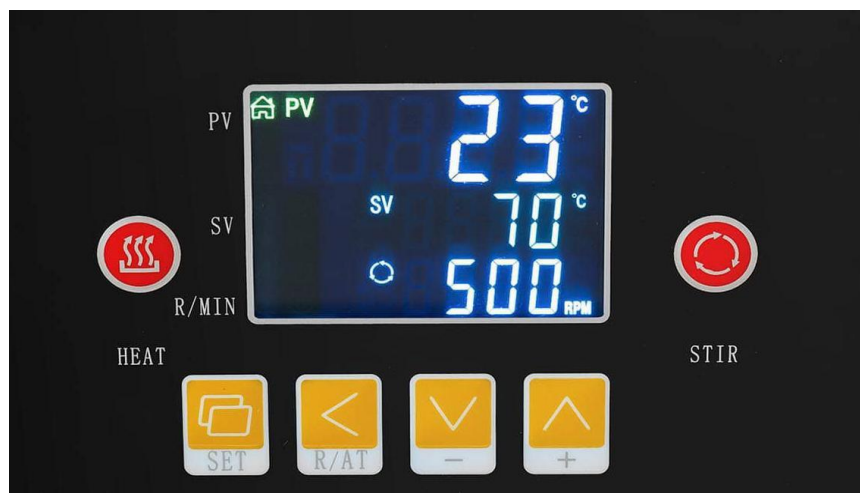 PV
PV 23 °C
SV
SV 70 °C
R/MIN
500 RPM
HEAT
STIR
SET
R/AT
-
+